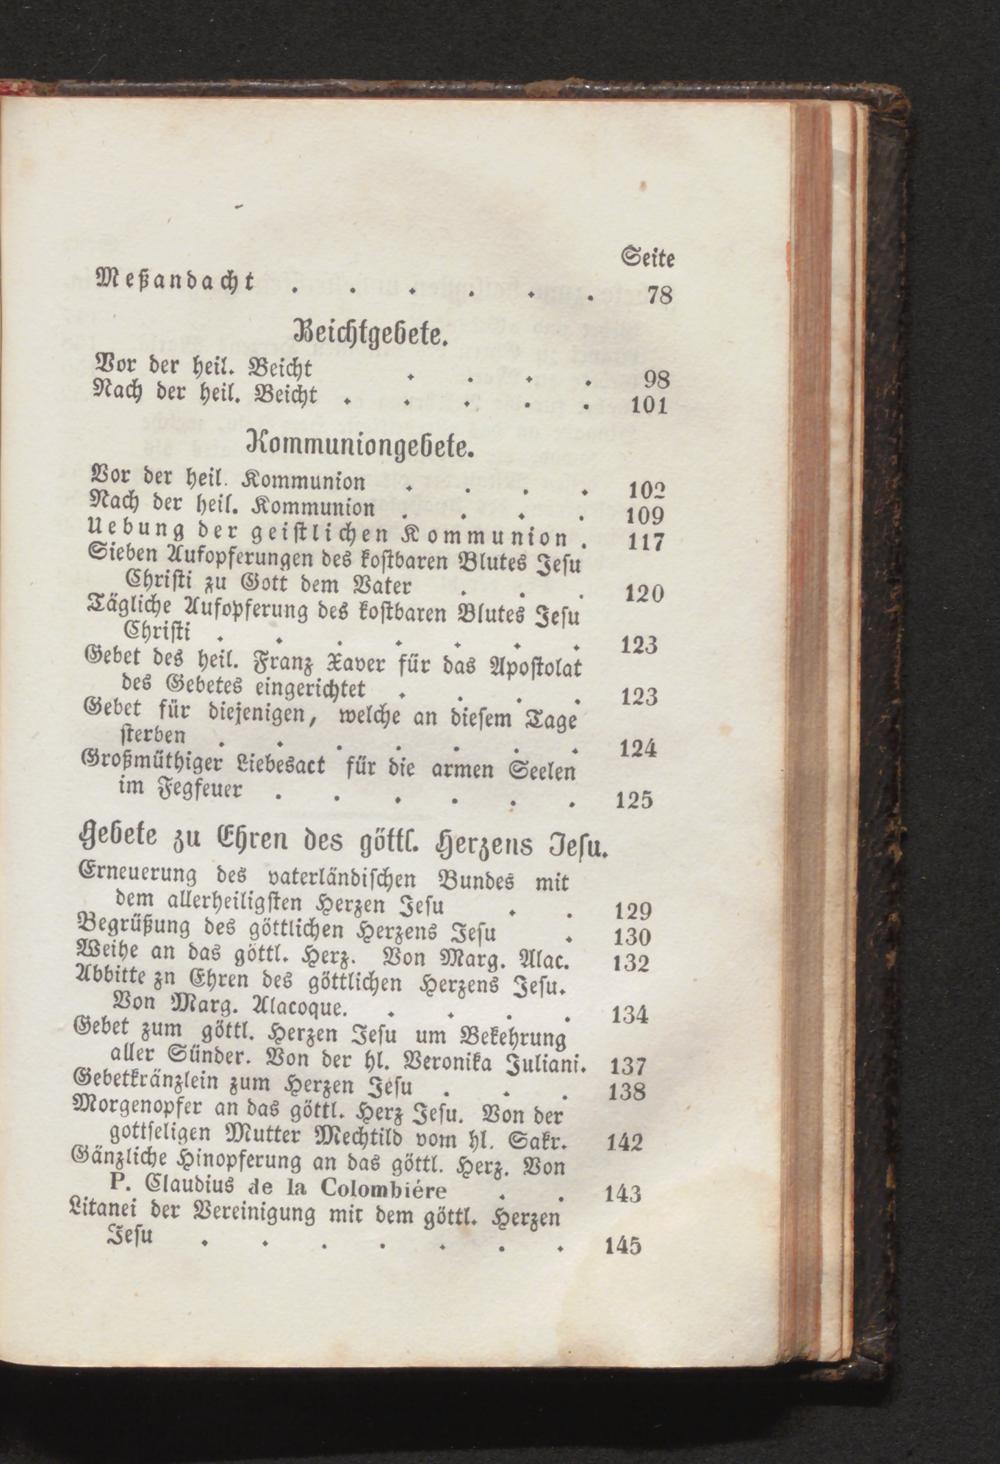 Seite
Meßandacht . . . . . . 78
Beichtgebete.
Vor der heil. Beicht . . . . 98
Nach der heil. Beicht . . . . . 101
Kommuniongebete.
Vor der heil. Kommunion . . . . 102
Nach der heil. Kommunion . . . . 109
Uebung der geistlichen Kommunion . 117
Sieben Aufopferungen des kostbaren Blutes Jesu
Christi zu Gott dem Vater . . . 120
Tägliche Aufopferung des kostbaren Blutes Jesu
Christi . . . . . . . 123
Gebet des heil. Franz Xaver für das Apostolat
des Gebetes eingerichtet . . . . 123
Gebet für diejenigen, welche an diesem Tage
sterben . . . . . . . 124
Großmüthiger Liebesact für die armen Seelen
im Fegfeuer . . . . . . 125
Gebete zu Ehren des göttl. Herzens Jesu.
Erneuerung des vaterländischen Bundes mit
dem allerheiligsten Herzen Jesu . . 129
Begrüßung des göttlichen Herzens Jesu . 130
Weihe an das göttl. Herz. Von Marg. Alac. 132
Abbitte zn Ehren des göttlichen Herzens Jesu.
Von Marg. Alacoque. . . . . 134
Gebet zum göttl. Herzen Jesu um Bekehrung
aller Sünder. Von der hl. Veronika Juliani. 137
Gebetkränzlein zum Herzen Jesu . . . 138
Morgenopfer an das göttl. Herz Jesu. Von der
gottseligen Mutter Mechtild vom hl. Sakr. 142
Gänzliche Hinopferung an das göttl. Herz. Von
P. Claudius de la Colombiére . . 143
Litanei der Vereinigung mit dem göttl. Herzen
Jesu . . . . . . . 145